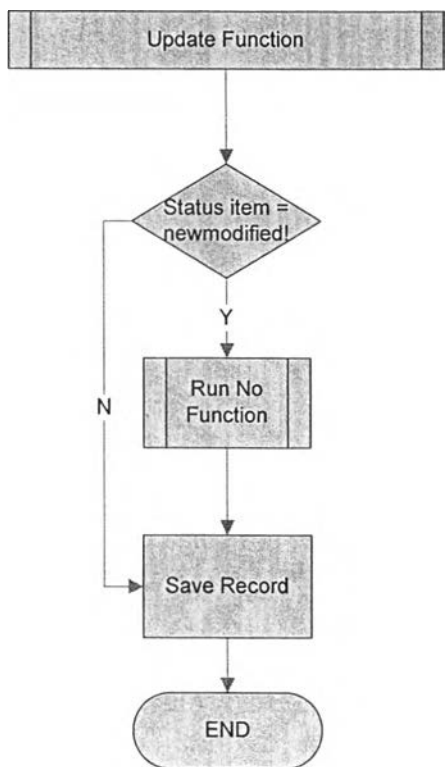 Update Function
Status item =
newmodified!
Y
N
Run No
Function
Save Record
END